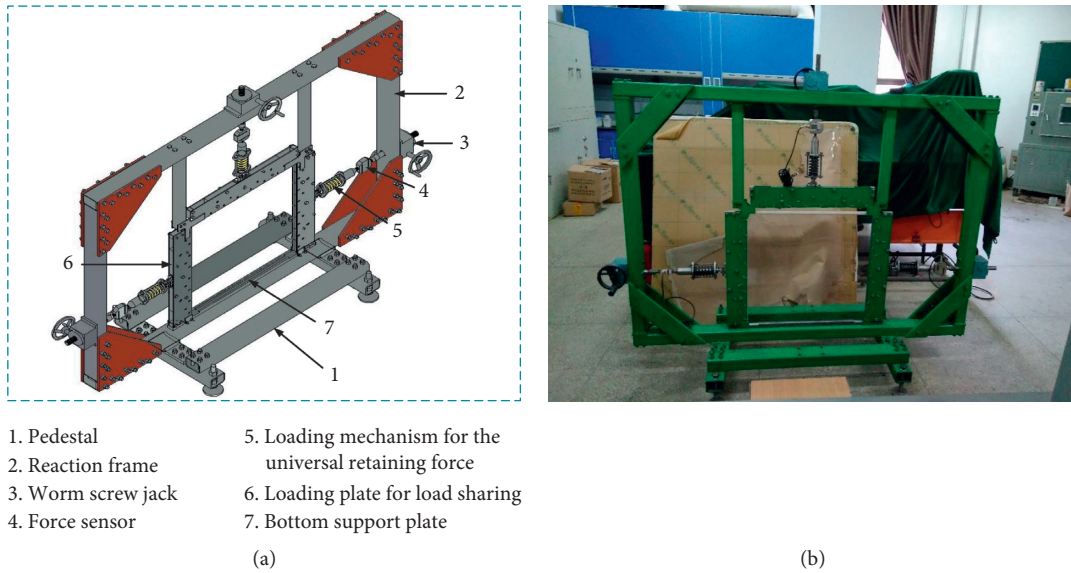 2
3
4
5
6
7
1
1. Pedestal
2. Reaction frame
3. Worm screw jack
4. Force sensor
5. Loading mechanism for the
universal retaining force
6. Loading plate for load sharing
7. Bottom support plate
(a)
(b)